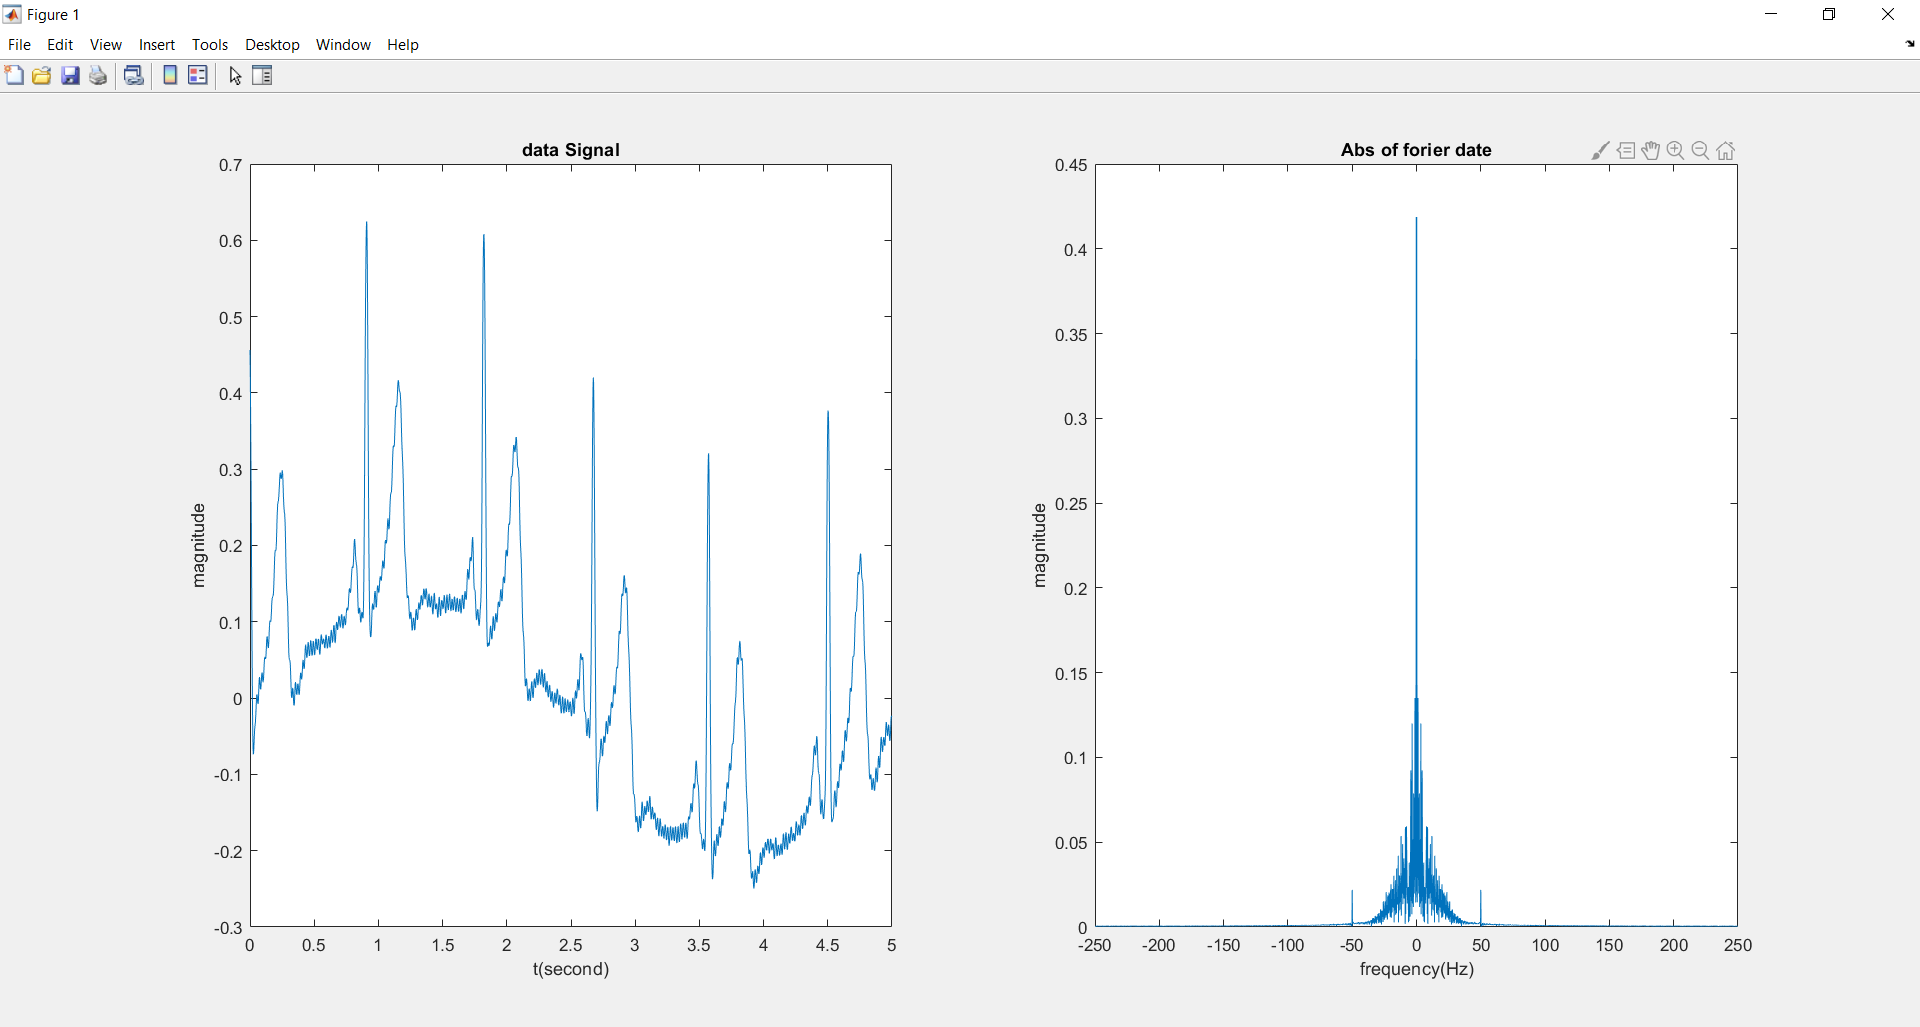 Figure 1
File Edit View Insert Tools Desktop Window Help
data Signal
0.7
0.6
0.5
0.4
0.3
0.2
0.1
0
-0.1
-0.2
-0.3
magnitude
0 0.5 1 1.5 2 2.5 3 3.5 4 4.5 5
t(second)
Abs of forier date
0.45
0.4
0.35
0.3
0.25
0.2
0.15
0.1
0.05
0
magnitude
-250 -200 -150 -100 -50 0 50 100 150 200 250
frequency(Hz)